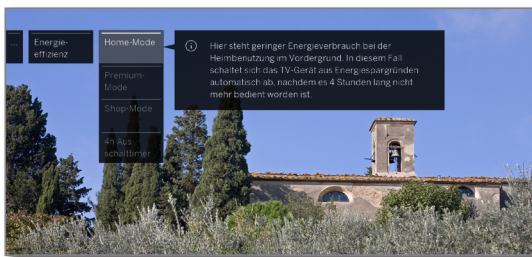 ...
Energie-
effizienz
Home-Mode
Premium-
Mode
Shop-Mode
4h Aus
schalttimer
Hier steht geringer Energieverbrauch bei der
Heimbenutzung im Vordergrund. In diesem Fall
schaltet sich das TV-Gerät aus Energiespargründen
automatisch ab, nachdem es 4 Stunden lang nicht
mehr bedient worden ist.